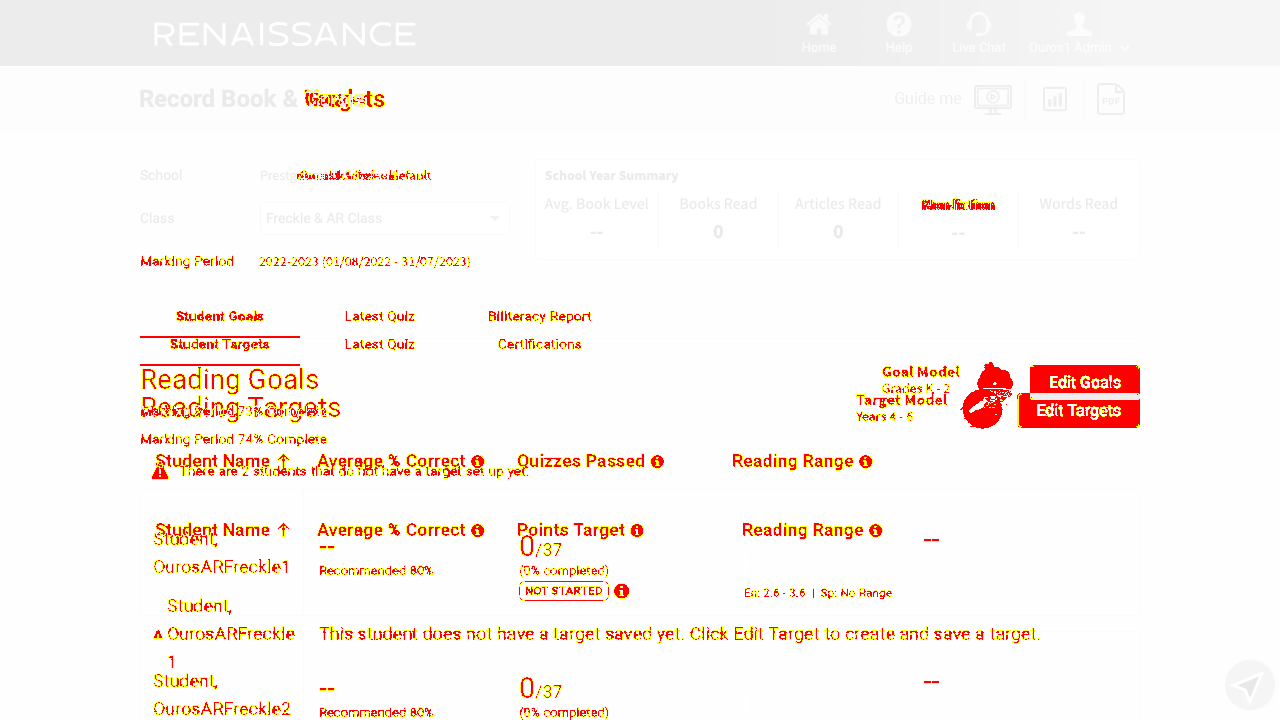 RENAISSANCE
Home
Help
Live Chat
Ouros1 Admin
Record Book &
Guide me
PDF
School
Class
Freckle & AR Class
School Year Summary
Avg. Book Level
Books Read
Articles Read
Words Read
--
0
0
--
--
Marking Period 2022-2023 (01/08/2022 - 31/07/2023)
Student Goals Latest Quiz Biliteracy Report
Student Targets Latest Quiz Certifications
Reading Goals
Goal Model
Grades K - 2
Edit Goals
Reading Targets
Target Model
Years 4 - 6
Edit Targets
Marking Period 74% Complete
Student Name ↑ Average % Correct Quizzes Passed Reading Range
There are 2 students that do not have a target set up yet.
Student Name ↑ Average % Correct Points Target Reading Range
Student,
OurosARFreckle1
--
Recommended 80%
0/37
(0% completed)
NOT STARTED
--
En: 2.6 - 3.6 | Sp: No Range
Student,
OurosARFreckle
1
This student does not have a target saved yet. Click Edit Target to create and save a target.
Student,
OurosARFreckle2
--
Recommended 80%
0/37
(0% completed)
--